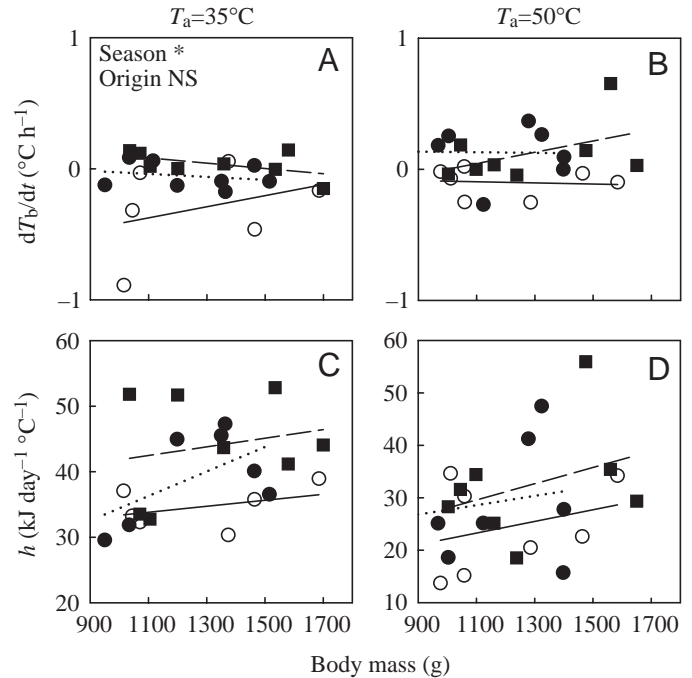 Tₐ=35°C
Tₐ=50°C
Season *
Origin NS
A
B
1
0
−1
1
0
−1
dT_b/dt (°C h⁻¹)
C
D
60
50
40
30
20
60
50
40
30
20
10
h (kJ day⁻¹ °C⁻¹)
900 1100 1300 1500 1700
900 1100 1300 1500 1700
Body mass (g)